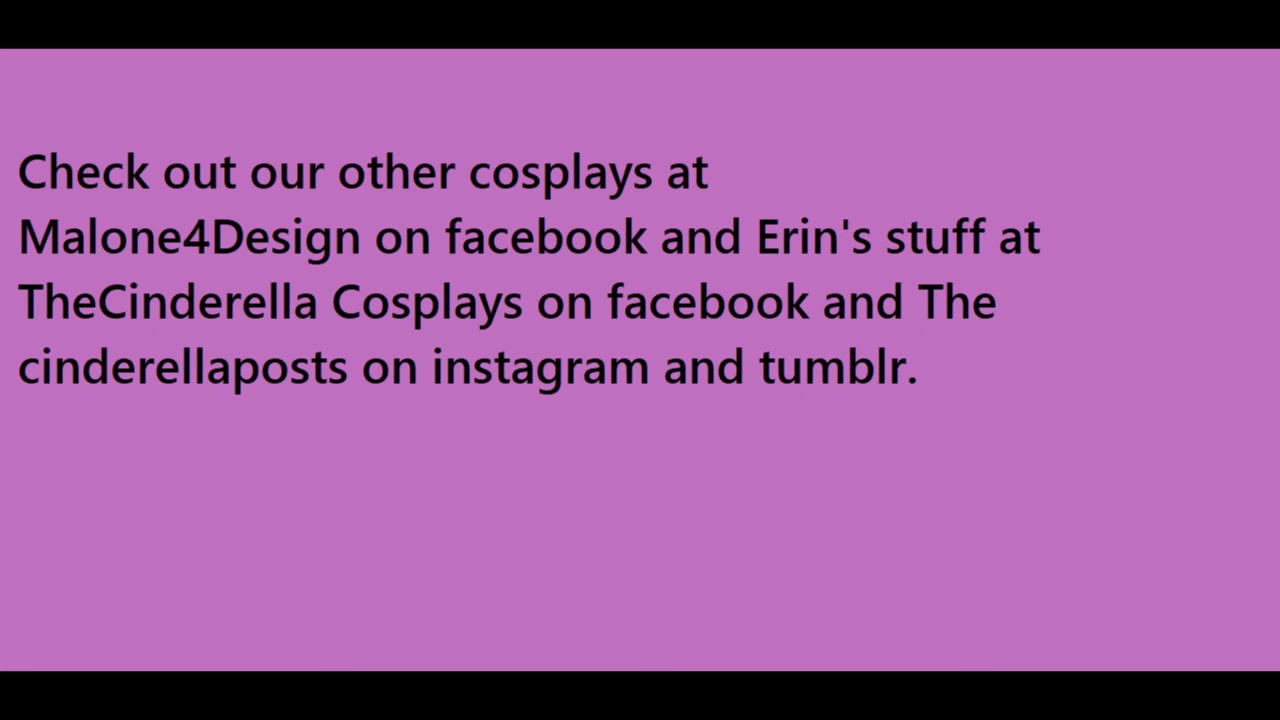 Check out our other cosplays at
Malone4Design on facebook and Erin's stuff at
TheCinderella Cosplays on facebook and The
cinderellaposts on instagram and tumblr.